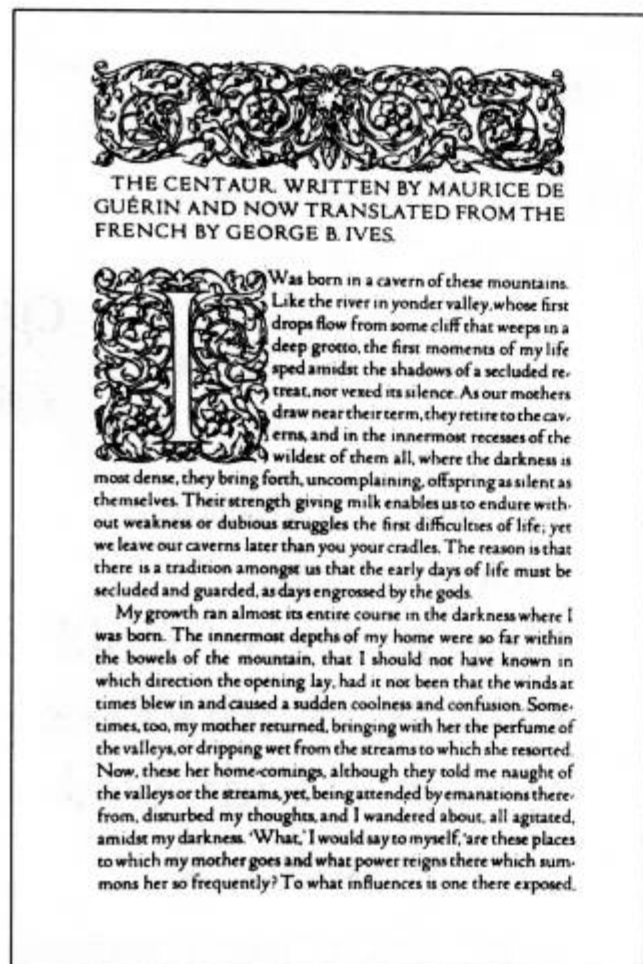 THE CENTAUR. WRITTEN BY MAURICE DE
GUÉRIN AND NOW TRANSLATED FROM THE
FRENCH BY GEORGE B. IVES.
I Was born in a cavern of these mountains.
Like the river in yonder valley, whose first
drops flow from some cliff that weeps in a
deep grotto, the first moments of my life
sped amidst the shadows of a secluded re-
treat, nor vexed its silence. As our mothers
draw near their term, they retire to the cav-
erns, and in the innermost recesses of the
wildest of them all, where the darkness is
most dense, they bring forth, uncomplaining, offspring as silent as
themselves. Their strength giving milk enables us to endure with-
out weakness or dubious struggles the first difficulties of life; yet
we leave our caverns later than you your cradles. The reason is that
there is a tradition amongst us that the early days of life must be
secluded and guarded, as days engrossed by the gods.
My growth ran almost its entire course in the darkness where I
was born. The innermost depths of my home were so far within
the bowels of the mountain, that I should not have known in
which direction the opening lay, had it not been that the winds at
times blew in and caused a sudden coolness and confusion. Some-
times, too, my mother returned, bringing with her the perfume of
the valleys, or dripping wet from the streams to which she resorted.
Now, these her home-comings, although they told me naught of
the valleys or the streams, yet, being attended by emanations there-
from, disturbed my thoughts, and I wandered about, all agitated,
amidst my darkness. 'What,' I would say to myself, 'are these places
to which my mother goes and what power reigns there which sum-
mons her so frequently? To what influences is one there exposed,